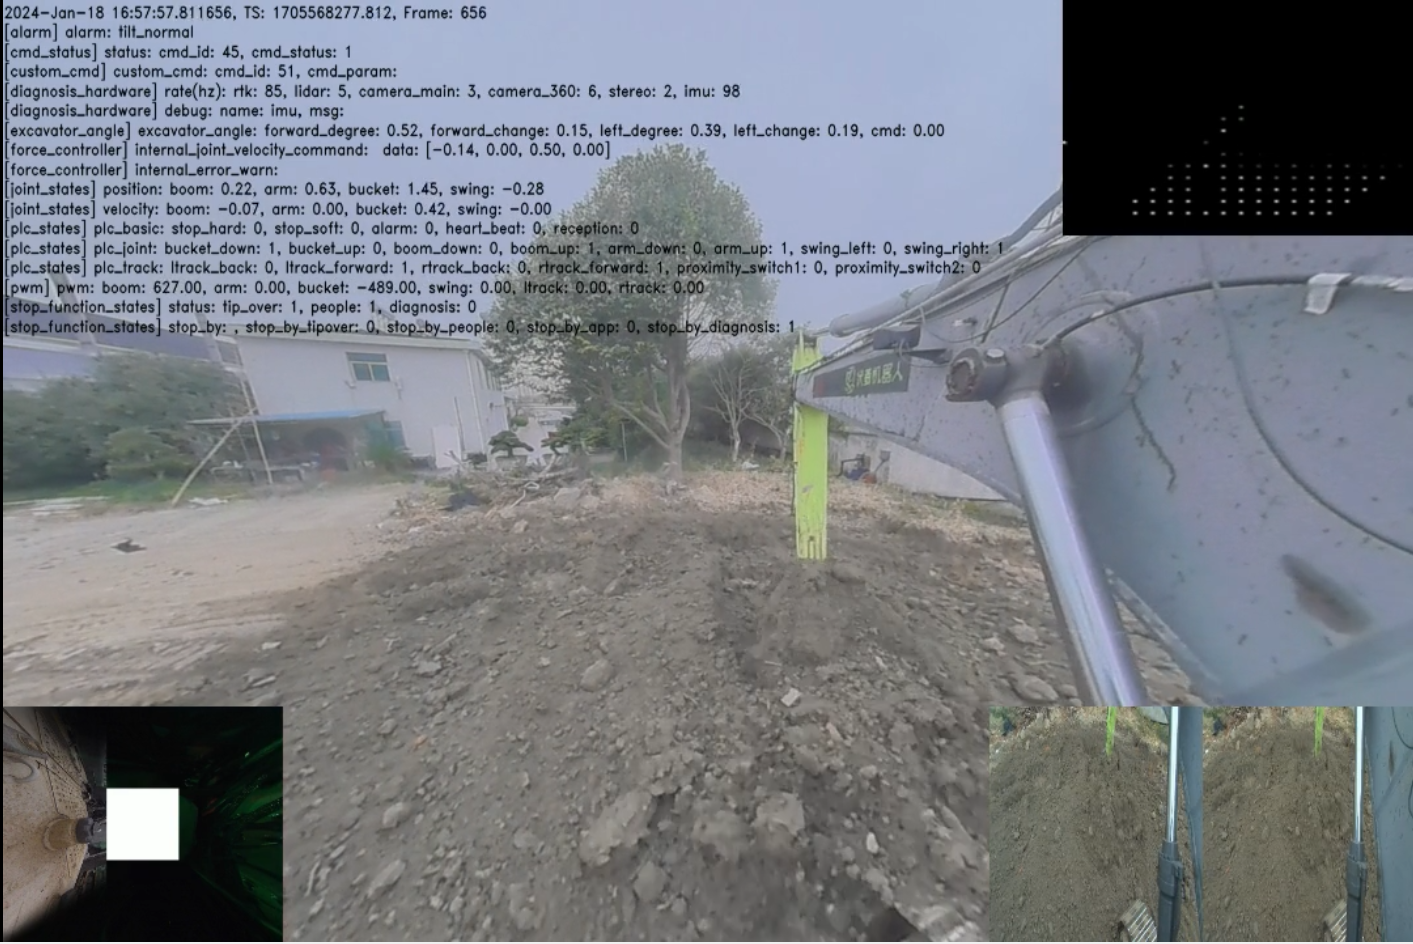 2024-Jan-18 16:57:57.811656, TS: 1705568277.812, Frame: 656
[alarm] alarm: tilt_normal
[cmd_status] status: cmd_id: 45, cmd_status: 1
[custom_cmd] custom_cmd: cmd_id: 51, cmd_param:
[diagnosis_hardware] rate(hz): rtk: 85, lidar: 5, camera_main: 3, camera_360: 6, stereo: 2, imu: 98
[diagnosis_hardware] debug: name: imu, msg:
[excavator_angle] excavator_angle: forward_degree: 0.52, forward_change: 0.15, left_degree: 0.39, left_change: 0.19, cmd: 0.00
[force_controller] internal_joint_velocity_command:  data: [-0.14, 0.00, 0.50, 0.00]
[force_controller] internal_error_warn:
[joint_states] position: boom: 0.22, arm: 0.63, bucket: 1.45, swing: -0.28
[joint_states] velocity: boom: -0.07, arm: 0.00, bucket: 0.42, swing: -0.00
[plc_states] plc_basic: stop_hard: 0, stop_soft: 0, alarm: 0, heart_beat: 0, reception: 0
[plc_states] plc_joint: bucket_down: 1, bucket_up: 0, boom_down: 0, boom_up: 1, arm_down: 0, arm_up: 1, swing_left: 0, swing_right: 1
[plc_states] plc_track: ltrack_back: 0, ltrack_forward: 1, rtrack_back: 0, rtrack_forward: 1, proximity_switch1: 0, proximity_switch2: 0
[pwm] pwm: boom: 627.00, arm: 0.00, bucket: -489.00, swing: 0.00, ltrack: 0.00, rtrack: 0.00
[stop_function_states] status: tip_over: 1, people: 1, diagnosis: 0
[stop_function_states] stop_by: , stop_by_tipover: 0, stop_by_people: 0, stop_by_app: 0, stop_by_diagnosis: 1
机器人